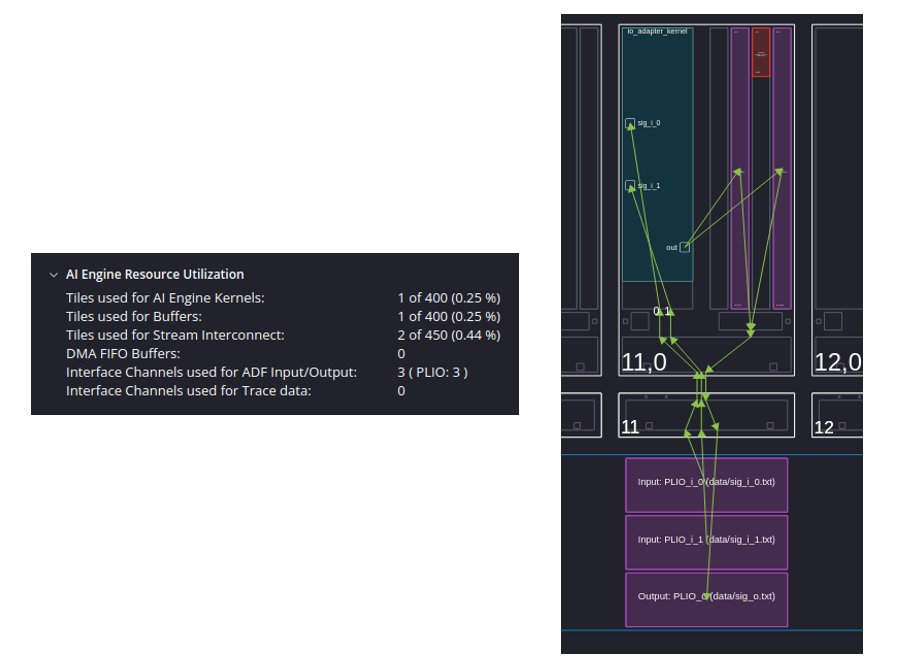 AI Engine Resource Utilization
Tiles used for AI Engine Kernels: 1 of 400 (0.25 %)
Tiles used for Buffers: 1 of 400 (0.25 %)
Tiles used for Stream Interconnect: 2 of 450 (0.44 %)
DMA FIFO Buffers: 0
Interface Channels used for ADF Input/Output: 3 ( PLIO: 3 )
Interface Channels used for Trace data: 0
io_adapter_kernel
sig_i_0
sig_i_1
out
0,1
11,0
12,0
11
12
Input: PLIO_i_0 (data/sig_i_0.txt)
Input: PLIO_i_1 (data/sig_i_1.txt)
Output: (data/sig_o.txt)